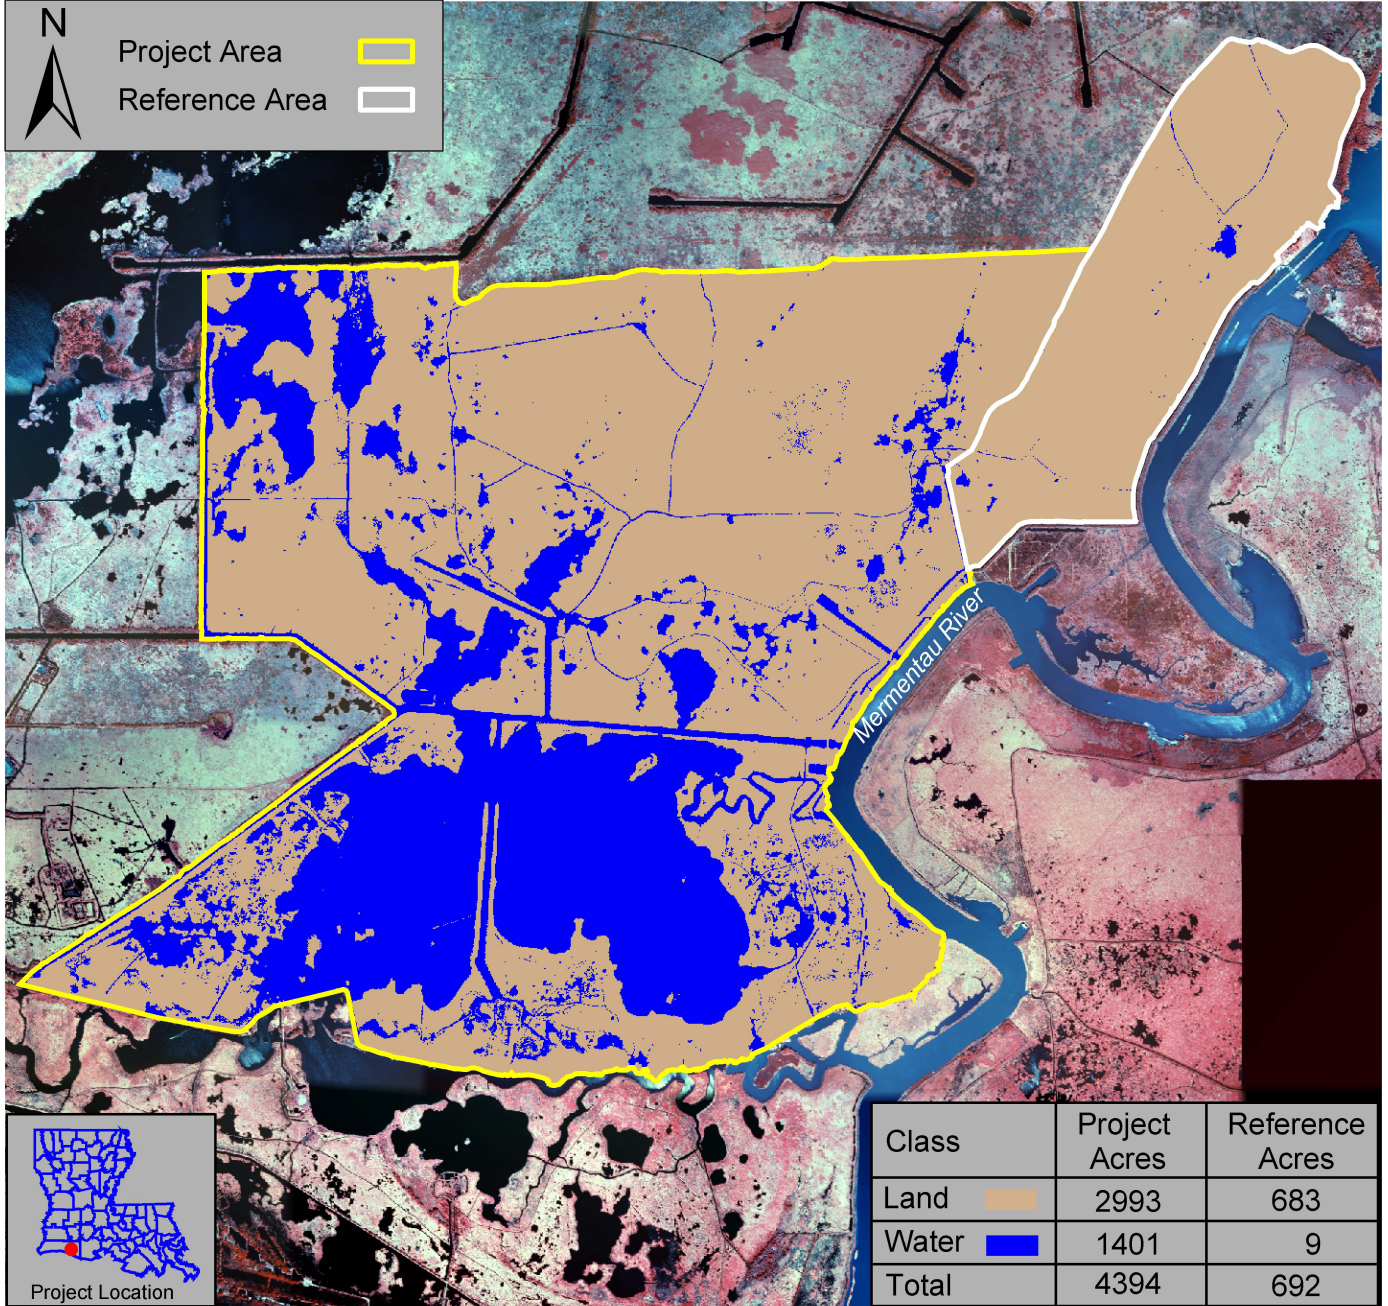 N
Project Area
Reference Area
Mermentau River
Class Project Acres Reference Acres
Land 2993 683
Water 1401 9
Total 4394 692
Project Location